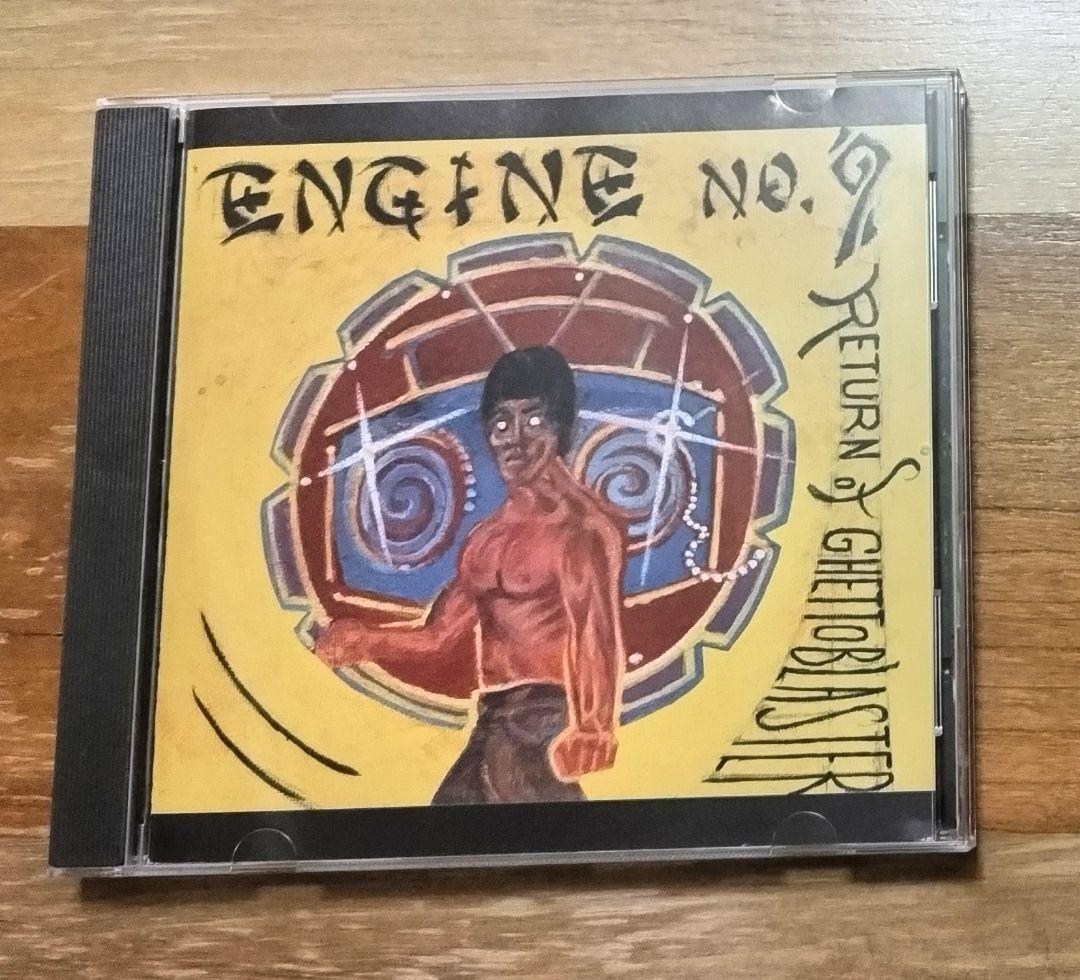 ENGINE NO. 9
RETURN of GHETTOBLASTER